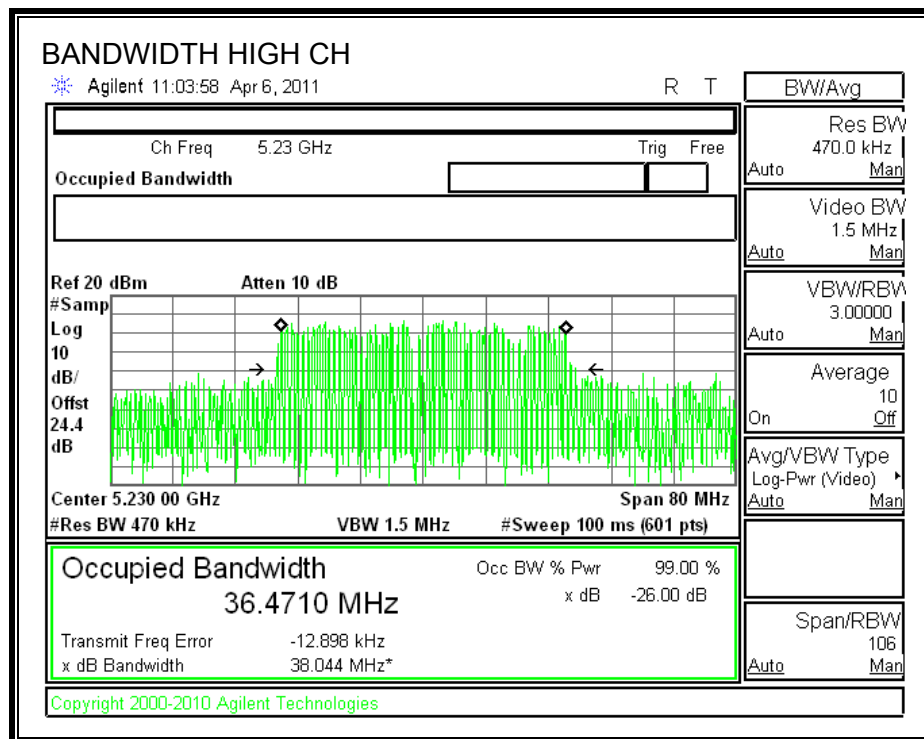 BANDWIDTH HIGH CH
Agilent 11:03:58 Apr 6, 2011 R T
Ch Freq 5.23 GHz Trig Free
Occupied Bandwidth
Ref 20 dBm Atten 10 dB
#Samp
Log
10
dB/
Offst
24.4
dB
Center 5.230 00 GHz Span 80 MHz
#Res BW 470 kHz VBW 1.5 MHz #Sweep 100 ms (601 pts)
Occupied Bandwidth Occ BW % Pwr 99.00 %
36.4710 MHz x dB -26.00 dB
Transmit Freq Error -12.898 kHz
x dB Bandwidth 38.044 MHz*
Copyright 2000-2010 Agilent Technologies
BW/Avg
Res BW
470.0 kHz
Auto Man
Video BW
1.5 MHz
Auto Man
VBW/RBW
3.00000
Auto Man
Average
10
On Off
Avg/VBW Type
Log-Pwr (Video)
Auto Man
Span/RBW
106
Auto Man